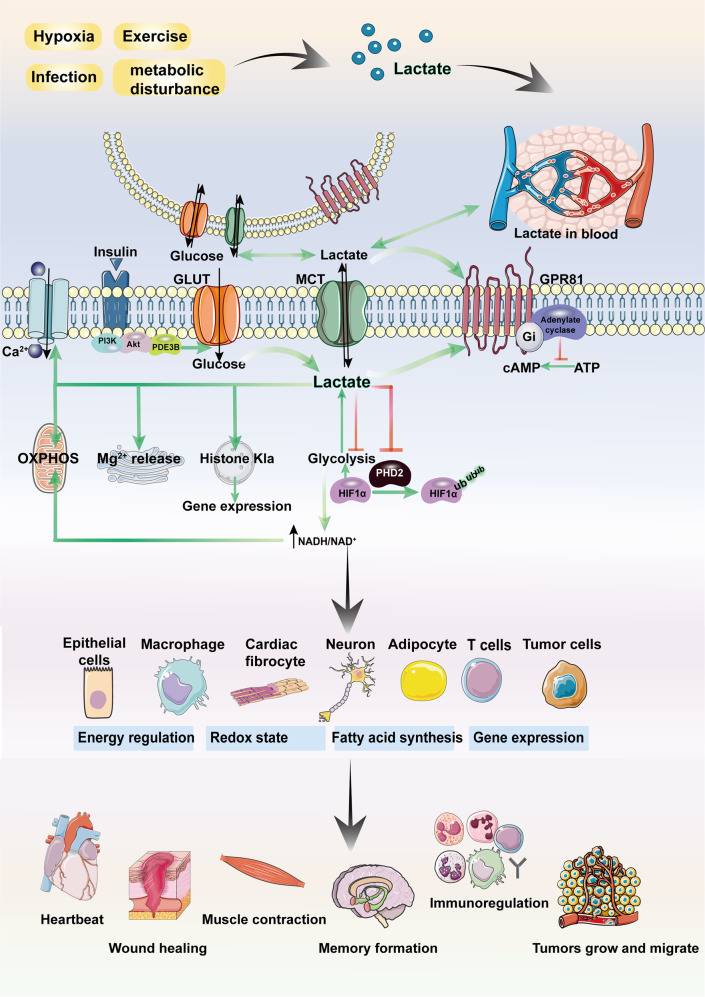 Hypoxia
Exercise
Infection
metabolic
disturbance
Lactate
Lactate in blood
Glucose
Lactate
Insulin
GLUT
MCT
GPR81
Ca2+
PI3K
Akt
PDE3B
Glucose
Gi
Adenylate
cyclase
cAMP
ATP
Lactate
OXPHOS
Mg2+ release
Histone Kla
Glycolysis
PHD2
HIF1α
HIF1α
ub
ub
ub
Gene expression
NADH/NAD+
Epithelial
cells
Macrophage
Cardiac
fibrocyte
Neuron
Adipocyte
T cells
Tumor cells
Energy regulation
Redox state
Fatty acid synthesis
Gene expression
Heartbeat
Wound healing
Muscle contraction
Memory formation
Immunoregulation
Tumors grow and migrate